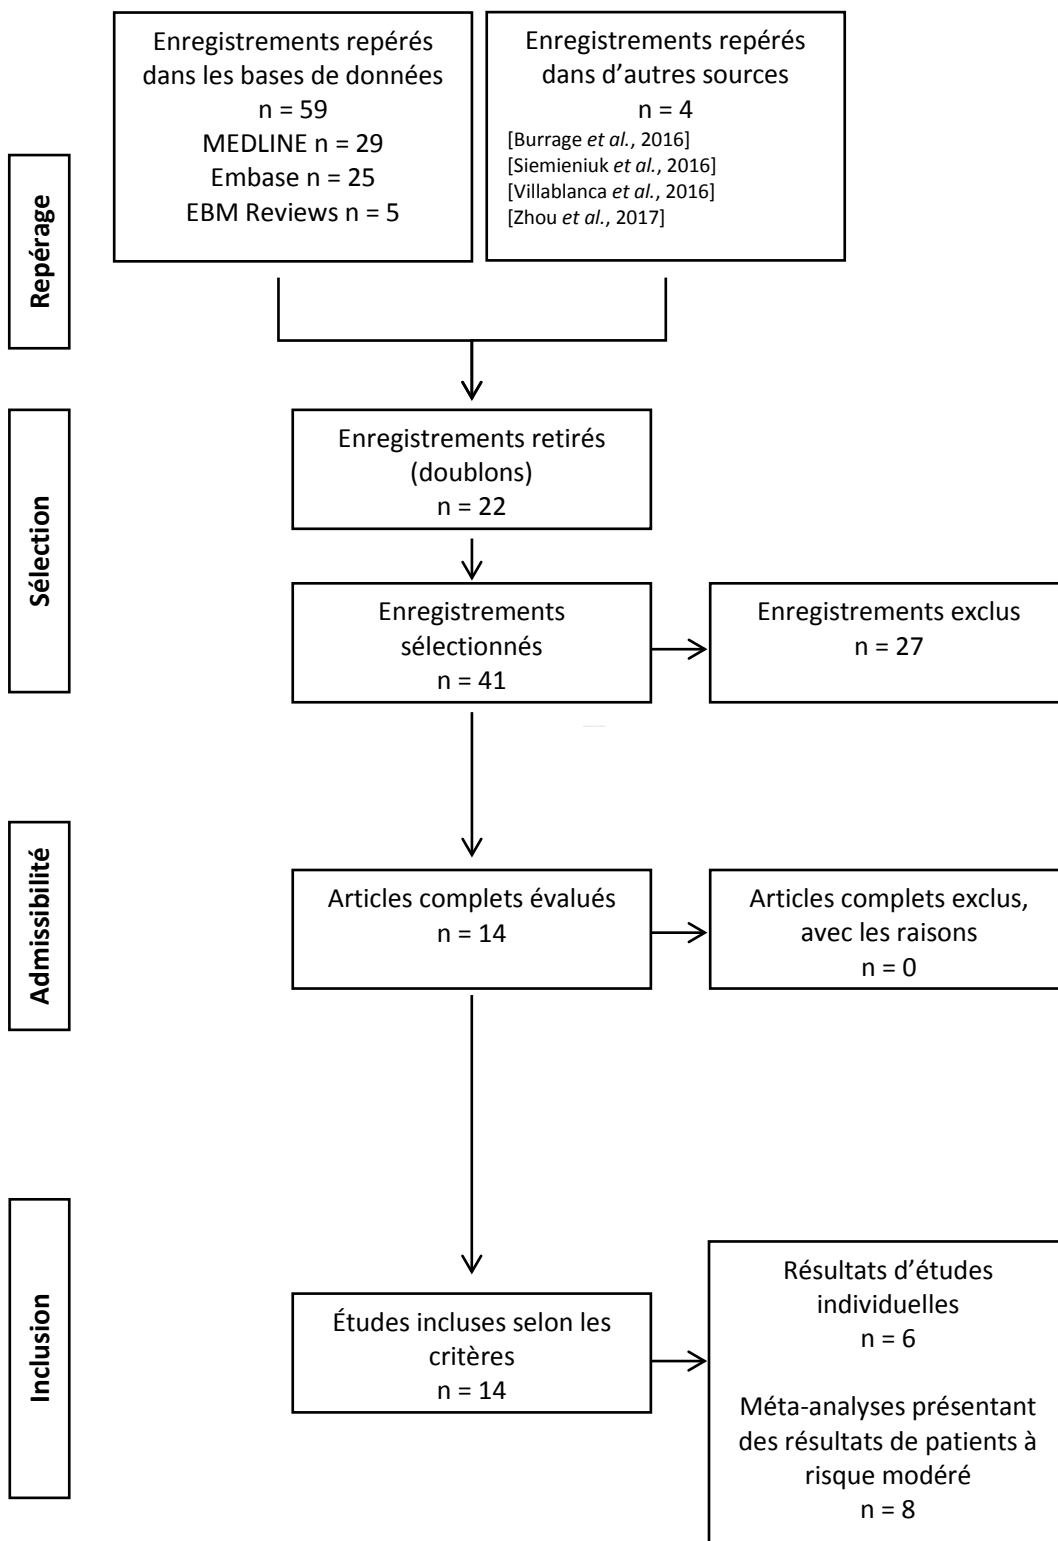 Enregistrements repérés
dans les bases de données
n = 59
MEDLINE n = 29
Embase n = 25
EBM Reviews n = 5
Enregistrements repérés
dans d’autres sources
n = 4
[Burrage et al., 2016]
[Siemieniuk et al., 2016]
[Villablanca et al., 2016]
[Zhou et al., 2017]
Repérage
Sélection
Enregistrements retirés
(doublons)
n = 22
Enregistrements
sélectionnés
n = 41
Enregistrements exclus
n = 27
Admissibilité
Articles complets évalués
n = 14
Articles complets exclus,
avec les raisons
n = 0
Inclusion
Études incluses selon les
critères
n = 14
Résultats d’études
individuelles
n = 6
Méta-analyses présentant
des résultats de patients à
risque modéré
n = 8